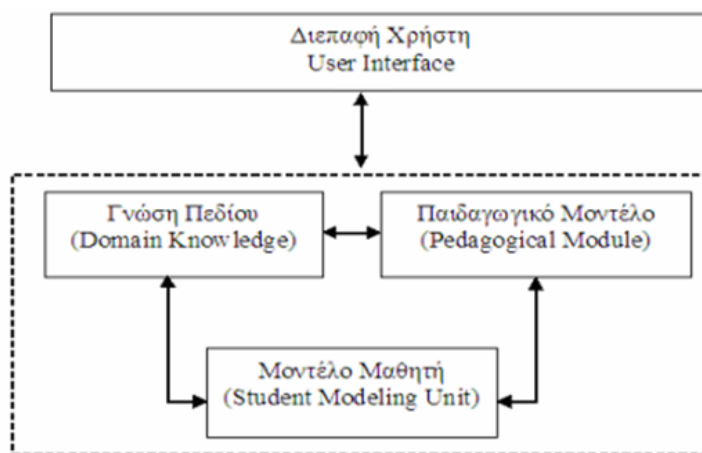 Διεπαφή Χρήστη
User Interface
Γνώση Πεδίου
(Domain Knowledge)
Παιδαγωγικό Μοντέλο
(Pedagogical Module)
Μοντέλο Μαθητή
(Student Modeling Unit)